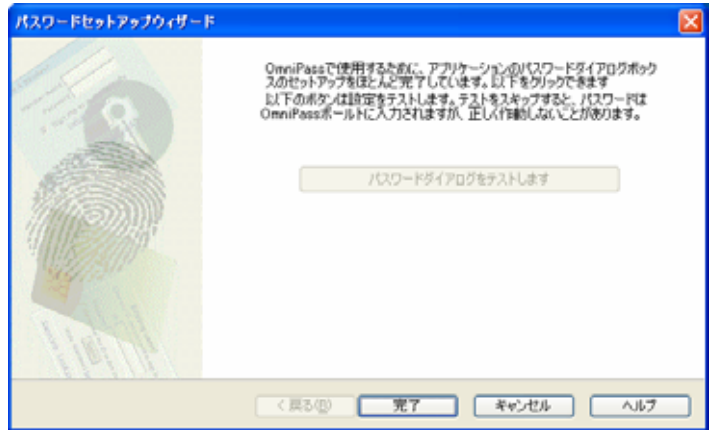 パスワードセットアップウィザード
OmniPassで使用するために、アプリケーションのパスワードダイアログボック
スのセットアップをほとんど完了しています。以下をクリックできます
以下のボタンは設定をテストします。テストをスキップすると、パスワードは
OmniPassボールトに入力されますが、正しく作動しないことがあります。
パスワードダイアログをテストします
< 戻る(B)
完了
キャンセル
ヘルプ